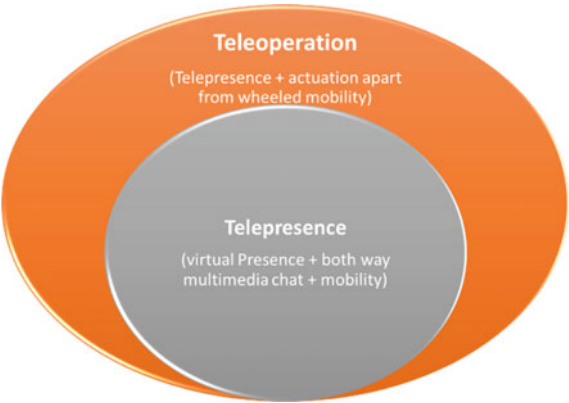 Teleoperation
(Telepresence + actuation apart
from wheeled mobility)
Telepresence
(virtual Presence + both way
multimedia chat + mobility)